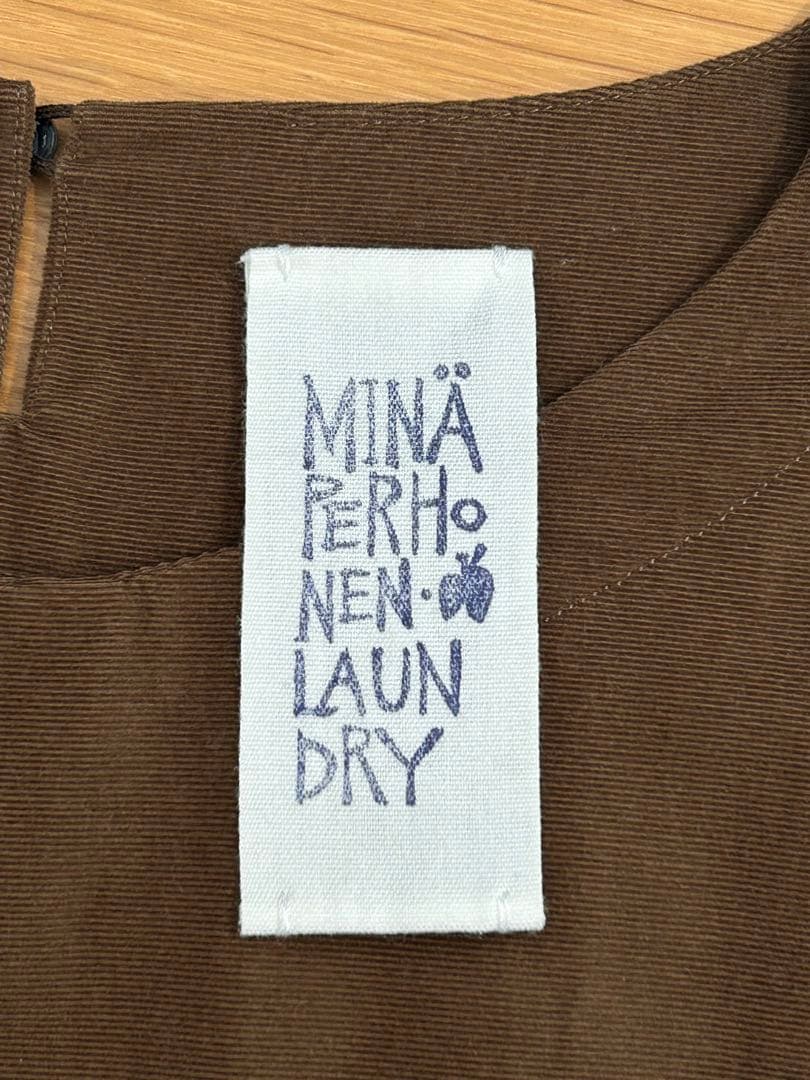 MINÄ
PERHO
NEN·
LAUN
DRY